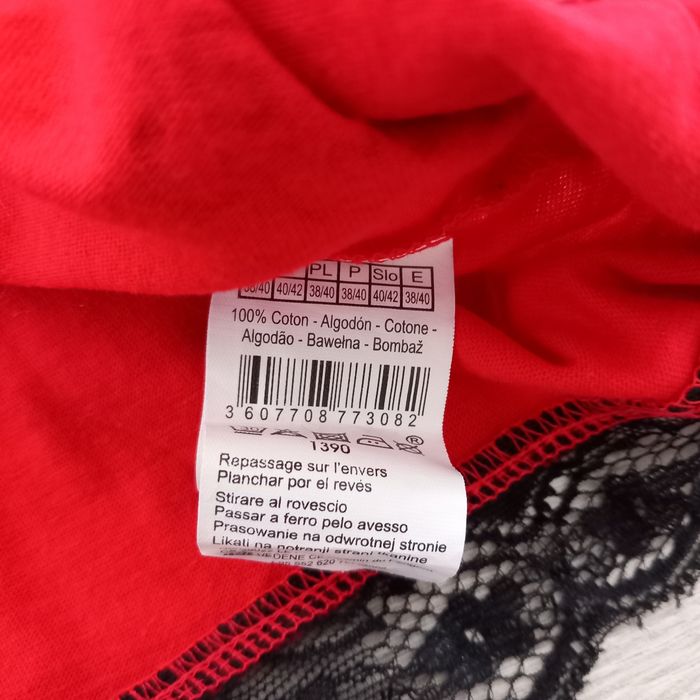 PL P Slo E
38/40 40/42 38/40 38/40 40/42 38/40
100% Coton - Algodón - Cotone -
Algodão - Bawełna - Bombaž
3 607708 773082
®
1390
Repassage sur l'envers
Planchar por el revés
Stirare al rovescio
Passar a ferro pelo avesso
Prasowanie na odwrotnej stronie
Likati na notranji strani tkanine
VEDENE